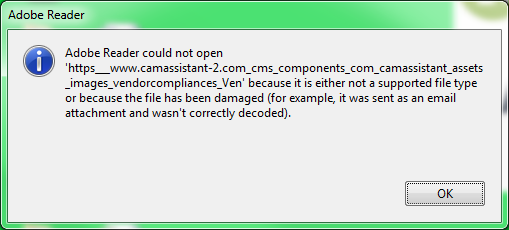 Adobe Reader
Adobe Reader could not open
'https___www.camassistant-2.com_cms_components_com_camassistant_assets
_images_vendorcompliances_Ven' because it is either not a supported file type
or because the file has been damaged (for example, it was sent as an email
attachment and wasn't correctly decoded).
OK